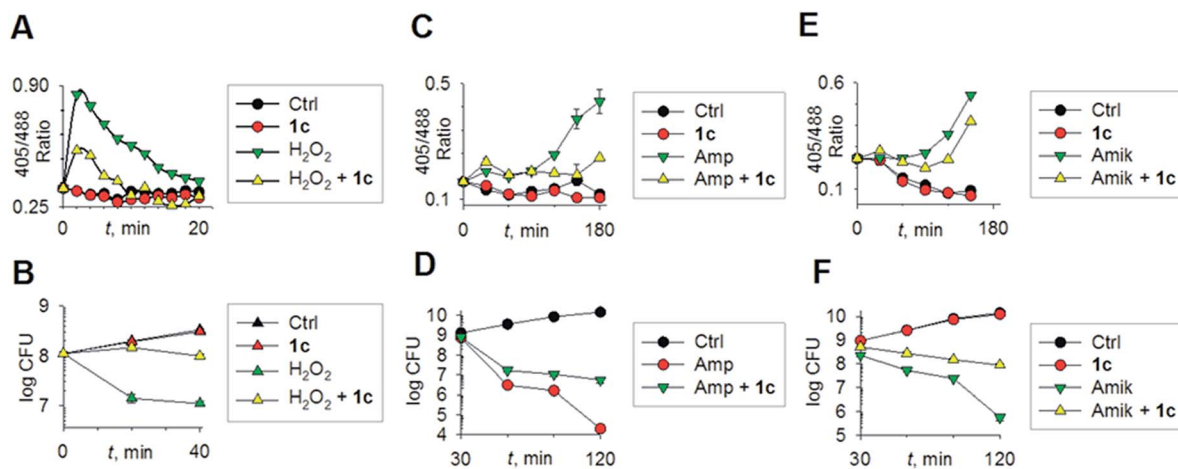 A
0.90
405/488
Ratio
0.25
0
20
t, min
Ctrl
1c
H₂O₂
H₂O₂ + 1c
B
9
8
7
log CFU
0
40
t, min
Ctrl
1c
H₂O₂
H₂O₂ + 1c
C
0.5
405/488
Ratio
0.1
0
180
t, min
Ctrl
1c
Amp
Amp + 1c
D
10
9
8
7
6
5
4
log CFU
30
120
t, min
Ctrl
Amp
Amp + 1c
E
0.6
405/488
Ratio
0.1
0
180
t, min
Ctrl
1c
Amik
Amik + 1c
F
10
9
8
7
6
5
log CFU
30
120
t, min
Ctrl
1c
Amik
Amik + 1c